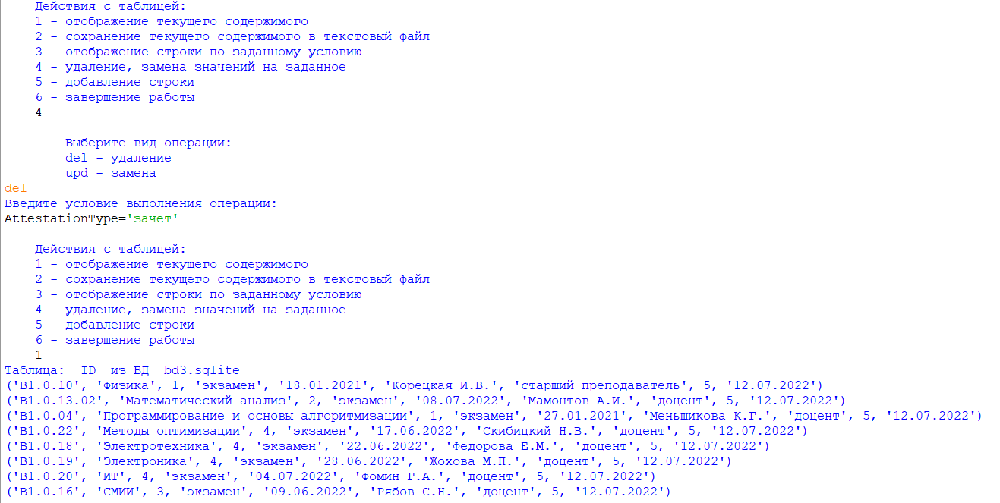 Действия с таблицей:
1 - отображение текущего содержимого
2 - сохранение текущего содержимого в текстовый файл
3 - отображение строки по заданному условию
4 - удаление, замена значений на заданное
5 - добавление строки
6 - завершение работы
4
Выберите вид операции:
del - удаление
upd - замена
del
Введите условие выполнения операции:
AttestationType='зачет'
Действия с таблицей:
1 - отображение текущего содержимого
2 - сохранение текущего содержимого в текстовый файл
3 - отображение строки по заданному условию
4 - удаление, замена значений на заданное
5 - добавление строки
6 - завершение работы
1
Таблица:  ID  из БД  bd3.sqlite
('B1.0.10', 'Физика', 1, 'экзамен', '18.01.2021', 'Корецкая И.В.', 'старший преподаватель', 5, '12.07.2022')
('B1.0.13.02', 'Математический анализ', 2, 'экзамен', '08.07.2022', 'Мамонтов А.И.', 'доцент', 5, '12.07.2022')
('B1.0.04', 'Программирование и основы алгоритмизации', 1, 'экзамен', '27.01.2021', 'Меньшикова К.Г.', 'доцент', 5, '12.07.2022')
('B1.0.22', 'Методы оптимизации', 4, 'экзамен', '17.06.2022', 'Скибицкий Н.В.', 'доцент', 5, '12.07.2022')
('B1.0.18', 'Электротехника', 4, 'экзамен', '22.06.2022', 'Федорова Е.М.', 'доцент', 5, '12.07.2022')
('B1.0.19', 'Электроника', 4, 'экзамен', '28.06.2022', 'Жохова М.П.', 'доцент', 5, '12.07.2022')
('B1.0.20', 'ИТ', 4, 'экзамен', '04.07.2022', 'Фомин Г.А.', 'доцент', 5, '12.07.2022')
('B1.0.16', 'СМИИ', 3, 'экзамен', '09.06.2022', 'Рябов С.Н.', 'доцент', 5, '12.07.2022')